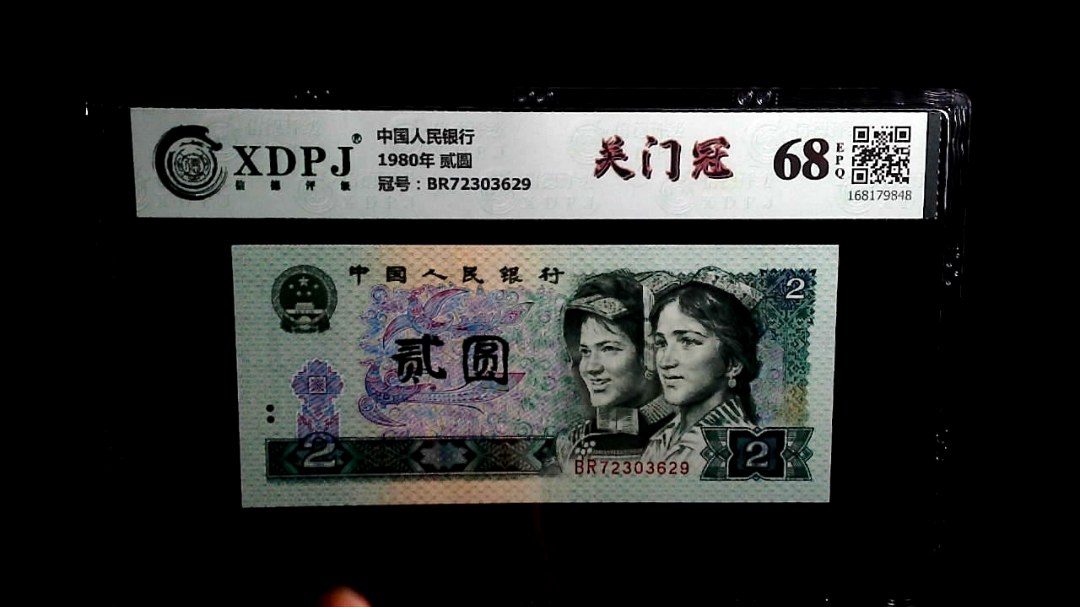 XDPJ®
信德评级
中国人民银行
1980年 贰圆
冠号：BR72303629
关门冠
68
EPQ
168179848
中国人民银行
2
贰圆
2
BR72303629
2